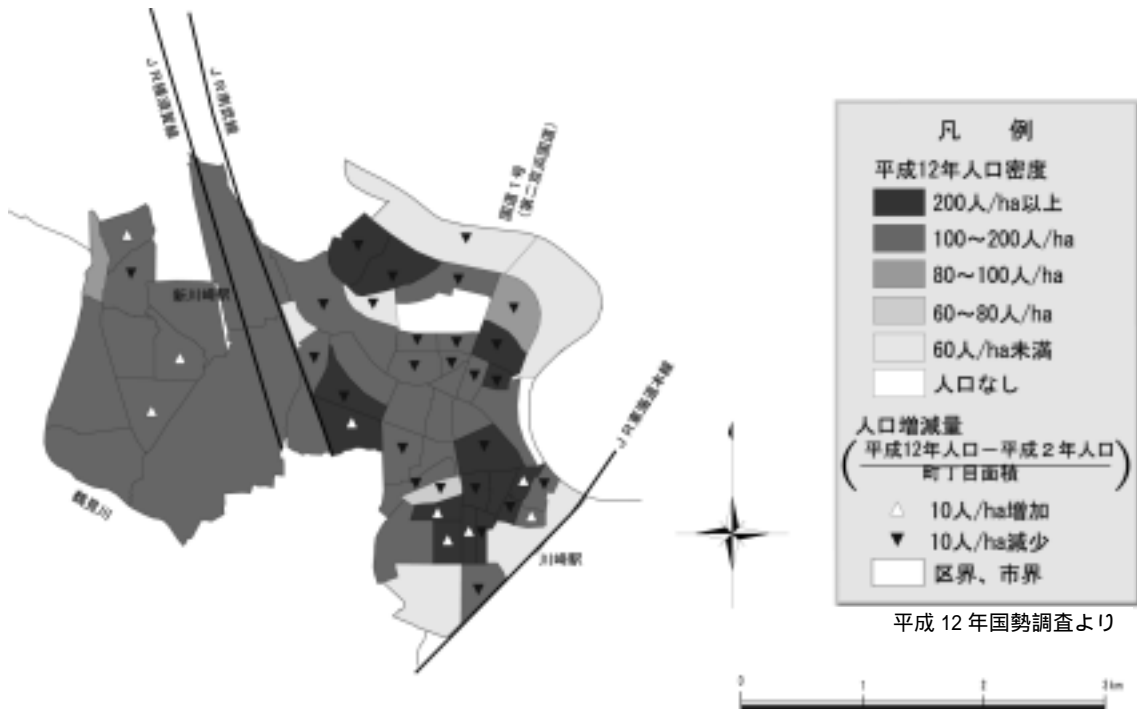 JR横須賀線
JR南武線
国道1号
(第二京浜国道)
新川崎駅
JR東海道本線
鶴見川
川崎駅
凡　例
平成12年人口密度
200人/ha以上
100～200人/ha
80～100人/ha
60～80人/ha
60人/ha未満
人口なし
人口増減量
平成12年人口－平成2年人口
町丁目面積
10人/ha増加
10人/ha減少
区界、市界
平成 12 年国勢調査より
0 1 2 3km